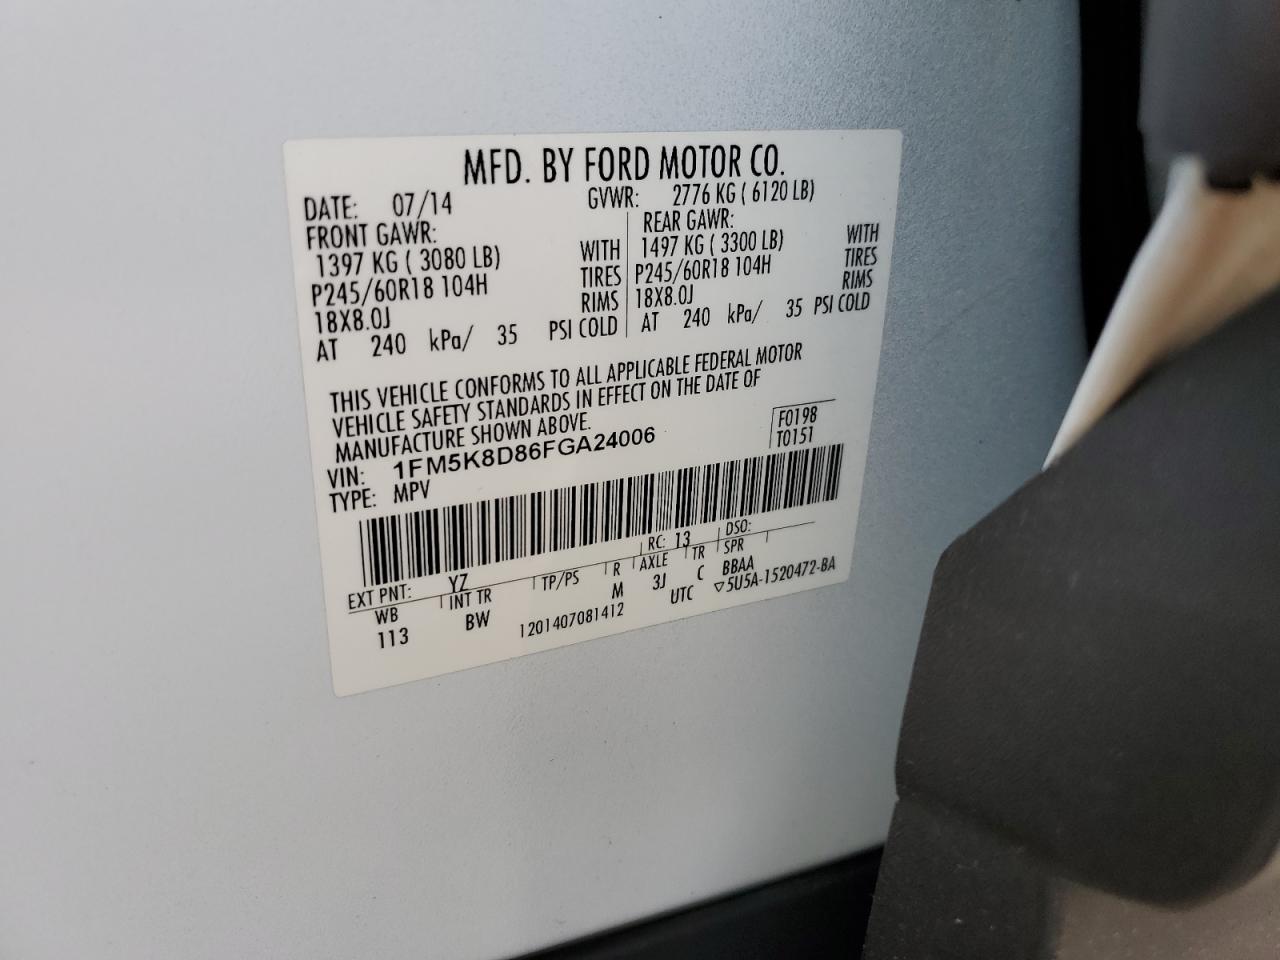 MFD. BY FORD MOTOR CO.
DATE: 07/14 GVWR: 2776 KG ( 6120 LB)
FRONT GAWR: REAR GAWR:
1397 KG ( 3080 LB) WITH 1497 KG ( 3300 LB) WITH
P245/60R18 104H TIRES P245/60R18 104H TIRES
18X8.0J RIMS 18X8.0J RIMS
AT 240 kPa/ 35 PSI COLD AT 240 kPa/ 35 PSI COLD
THIS VEHICLE CONFORMS TO ALL APPLICABLE FEDERAL MOTOR
VEHICLE SAFETY STANDARDS IN EFFECT ON THE DATE OF
MANUFACTURE SHOWN ABOVE.
VIN: 1FM5K8D86FGA24006 F0198
TYPE: MPV T0151
EXT PNT: YZ RC: 13 DSO:
WB INT TR TP/PS R AXLE TR SPR
113 BW M 3J C BBAA
1201407081412 UTC ▽5U5A-1520472-BA